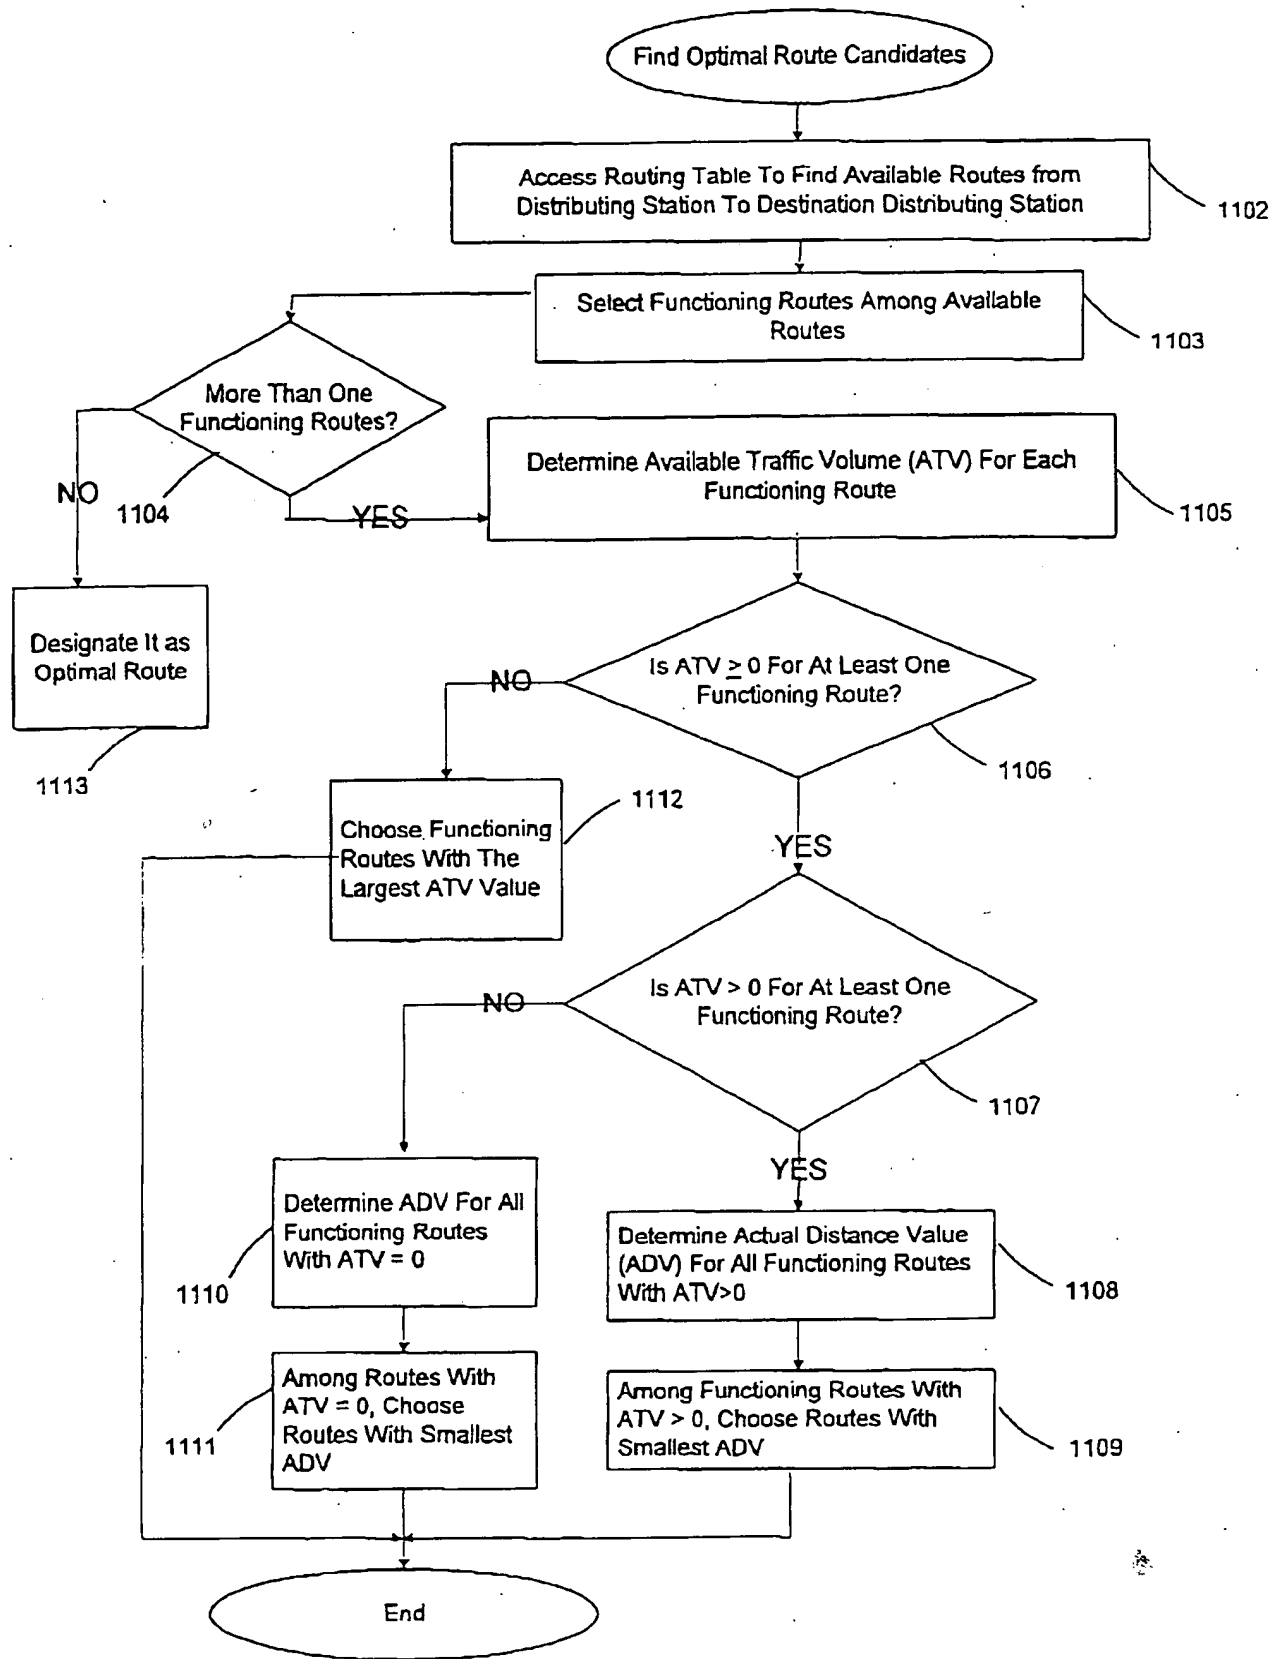 Find Optimal Route Candidates
Access Routing Table To Find Available Routes from
Distributing Station To Destination Distributing Station
1102
Select Functioning Routes Among Available
Routes
1103
More Than One
Functioning Routes?
1104
NO
YES
Determine Available Traffic Volume (ATV) For Each
Functioning Route
1105
Designate It as
Optimal Route
1113
Is ATV ≥ 0 For At Least One
Functioning Route?
1106
NO
YES
Choose Functioning
Routes With The
Largest ATV Value
1112
Is ATV > 0 For At Least One
Functioning Route?
1107
NO
YES
Determine ADV For All
Functioning Routes
With ATV = 0
1110
Determine Actual Distance Value
(ADV) For All Functioning Routes
With ATV>0
1108
Among Routes With
ATV = 0, Choose
Routes With Smallest
ADV
1111
Among Functioning Routes With
ATV > 0, Choose Routes With
Smallest ADV
1109
End